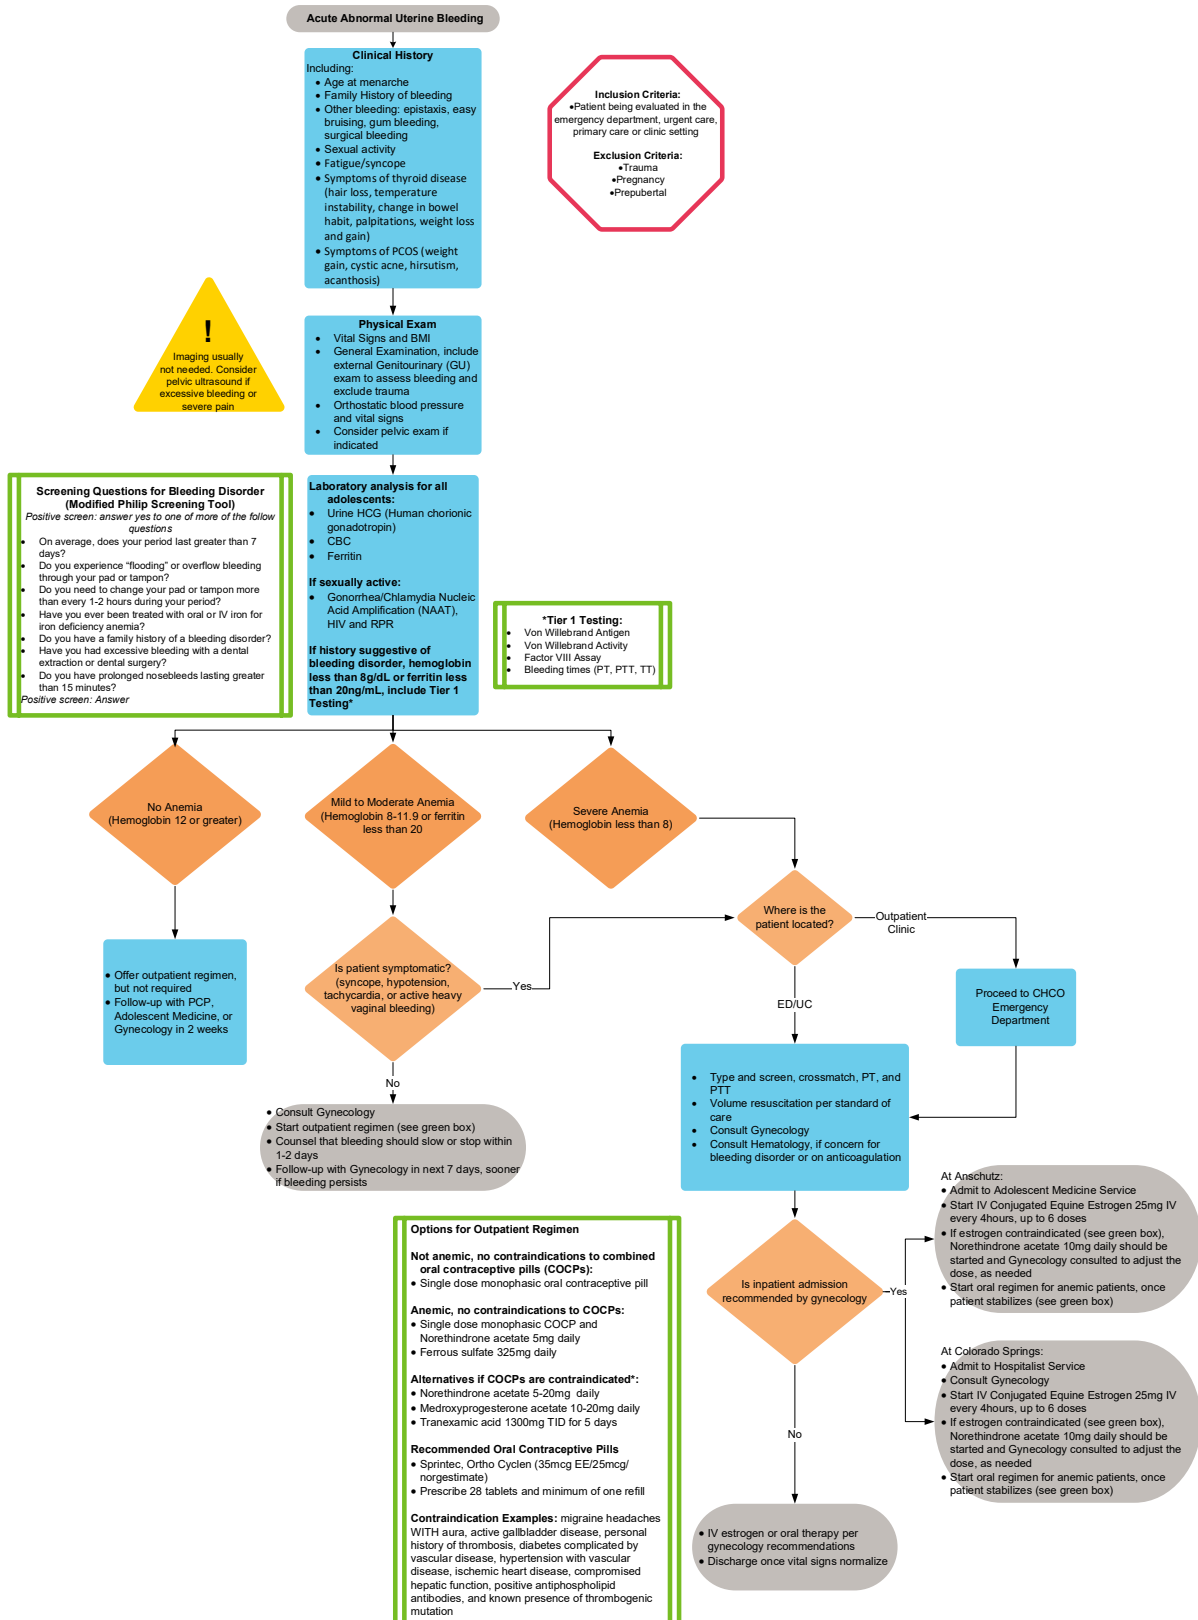 Acute Abnormal Uterine Bleeding
Clinical History
Including:
• Age at menarche
• Family History of bleeding
• Other bleeding: epistaxis, easy
bruising, gum bleeding,
surgical bleeding
• Sexual activity
• Fatigue/syncope
• Symptoms of thyroid disease
(hair loss, temperature
instability, change in bowel
habit, palpitations, weight loss
and gain)
• Symptoms of PCOS (weight
gain, cystic acne, hirsutism,
acanthosis)
Inclusion Criteria:
•Patient being evaluated in the
emergency department, urgent care,
primary care or clinic setting
Exclusion Criteria:
•Trauma
•Pregnancy
•Prepubertal
!
Imaging usually
not needed. Consider
pelvic ultrasound if
excessive bleeding or
severe pain
Physical Exam
• Vital Signs and BMI
• General Examination, include
external Genitourinary (GU)
exam to assess bleeding and
exclude trauma
• Orthostatic blood pressure
and vital signs
• Consider pelvic exam if
indicated
Screening Questions for Bleeding Disorder
(Modified Philip Screening Tool)
Positive screen: answer yes to one of more of the follow
questions
• On average, does your period last greater than 7
days?
• Do you experience “flooding” or overflow bleeding
through your pad or tampon?
• Do you need to change your pad or tampon more
than every 1-2 hours during your period?
• Have you ever been treated with oral or IV iron for
iron deficiency anemia?
• Do you have a family history of a bleeding disorder?
• Have you had excessive bleeding with a dental
extraction or dental surgery?
• Do you have prolonged nosebleeds lasting greater
than 15 minutes?
Positive screen: Answer
Laboratory analysis for all
adolescents:
• Urine HCG (Human chorionic
gonadotropin)
• CBC
• Ferritin
If sexually active:
• Gonorrhea/Chlamydia Nucleic
Acid Amplification (NAAT),
HIV and RPR
If history suggestive of
bleeding disorder, hemoglobin
less than 8g/dL or ferritin less
than 20ng/mL, include Tier 1
Testing*
*Tier 1 Testing:
• Von Willebrand Antigen
• Von Willebrand Activity
• Factor VIII Assay
• Bleeding times (PT, PTT, TT)
No Anemia
(Hemoglobin 12 or greater)
Mild to Moderate Anemia
(Hemoglobin 8-11.9 or ferritin
less than 20
Severe Anemia
(Hemoglobin less than 8)
Where is the
patient located?
Outpatient
Clinic
• Offer outpatient regimen,
but not required
• Follow-up with PCP,
Adolescent Medicine, or
Gynecology in 2 weeks
Is patient symptomatic?
(syncope, hypotension,
tachycardia, or active heavy
vaginal bleeding)
Yes
ED/UC
Proceed to CHCO
Emergency
Department
No
• Consult Gynecology
• Start outpatient regimen (see green box)
• Counsel that bleeding should slow or stop within
1-2 days
• Follow-up with Gynecology in next 7 days, sooner
if bleeding persists
• Type and screen, crossmatch, PT, and
PTT
• Volume resuscitation per standard of
care
• Consult Gynecology
• Consult Hematology, if concern for
bleeding disorder or on anticoagulation
At Anschutz:
• Admit to Adolescent Medicine Service
• Start IV Conjugated Equine Estrogen 25mg IV
every 4hours, up to 6 doses
• If estrogen contraindicated (see green box),
Norethindrone acetate 10mg daily should be
started and Gynecology consulted to adjust the
dose, as needed
• Start oral regimen for anemic patients, once
patient stabilizes (see green box)
Options for Outpatient Regimen
Not anemic, no contraindications to combined
oral contraceptive pills (COCPs):
• Single dose monophasic oral contraceptive pill
Anemic, no contraindications to COCPs:
• Single dose monophasic COCP and
Norethindrone acetate 5mg daily
• Ferrous sulfate 325mg daily
Alternatives if COCPs are contraindicated*:
• Norethindrone acetate 5-20mg daily
• Medroxyprogesterone acetate 10-20mg daily
• Tranexamic acid 1300mg TID for 5 days
Recommended Oral Contraceptive Pills
• Sprintec, Ortho Cyclen (35mcg EE/25mcg/
norgestimate)
• Prescribe 28 tablets and minimum of one refill
Contraindication Examples: migraine headaches
WITH aura, active gallbladder disease, personal
history of thrombosis, diabetes complicated by
vascular disease, hypertension with vascular
disease, ischemic heart disease, compromised
hepatic function, positive antiphospholipid
antibodies, and known presence of thrombogenic
mutation
Is inpatient admission
recommended by gynecology
Yes
At Colorado Springs:
• Admit to Hospitalist Service
• Consult Gynecology
• Start IV Conjugated Equine Estrogen 25mg IV
every 4hours, up to 6 doses
• If estrogen contraindicated (see green box),
Norethindrone acetate 10mg daily should be
started and Gynecology consulted to adjust the
dose, as needed
• Start oral regimen for anemic patients, once
patient stabilizes (see green box)
No
• IV estrogen or oral therapy per
gynecology recommendations
• Discharge once vital signs normalize